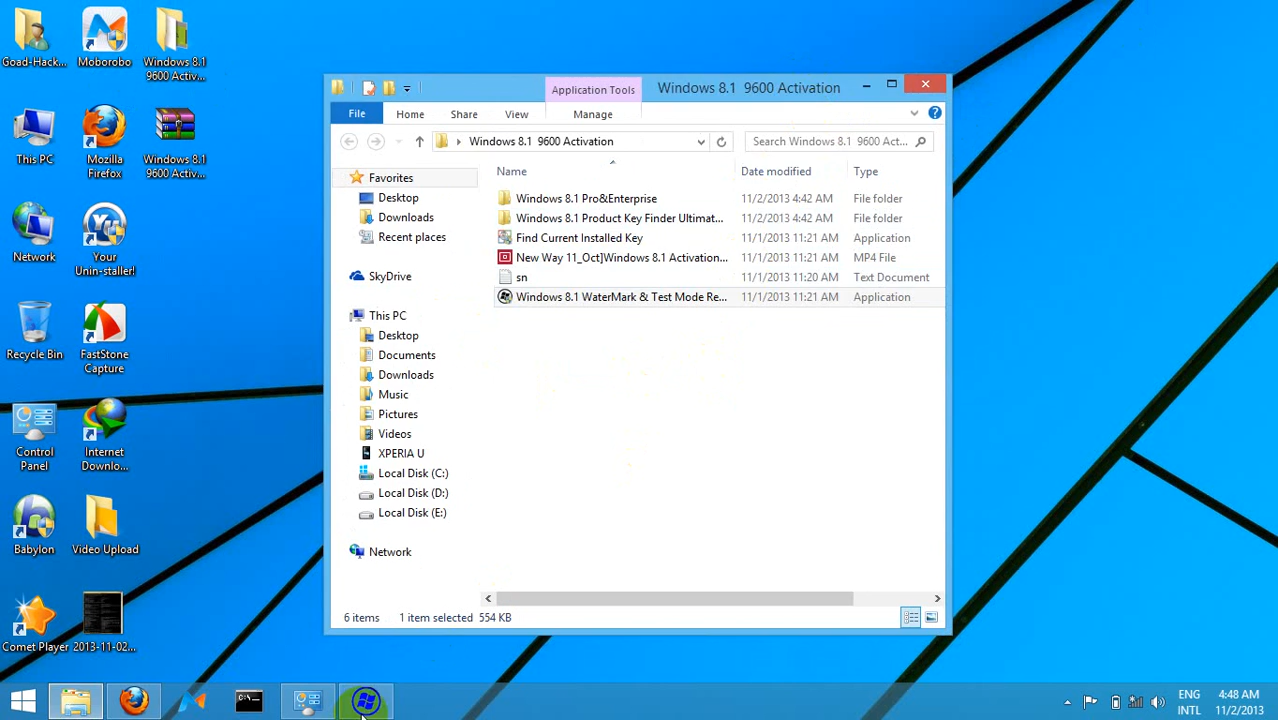 Goad-Hack...
Moborobo
Windows 8.1
9600 Activ...
This PC
Mozilla
Firefox
Windows 8.1
9600 Activ...
Network
Your
Unin-staller!
Recycle Bin
FastStone
Capture
Control
Panel
Internet
Downlo...
Babylon
Video Upload
Comet Player
2013-11-02...
Application Tools
Windows 8.1 9600 Activation
File
Home
Share
View
Manage
Windows 8.1 9600 Activation
Search Windows 8.1 9600 Act...
Name
Date modified
Type
Favorites
Desktop
Downloads
Recent places
SkyDrive
This PC
Desktop
Documents
Downloads
Music
Pictures
Videos
XPERIA U
Local Disk (C:)
Local Disk (D:)
Local Disk (E:)
Network
Windows 8.1 Pro&Enterprise 11/2/2013 4:42 AM File folder
Windows 8.1 Product Key Finder Ultimat... 11/2/2013 4:42 AM File folder
Find Current Installed Key 11/1/2013 11:21 AM Application
New Way 11_Oct]Windows 8.1 Activation... 11/1/2013 11:21 AM MP4 File
sn 11/1/2013 11:20 AM Text Document
Windows 8.1 WaterMark & Test Mode Re... 11/1/2013 11:21 AM Application
6 items 1 item selected 554 KB
C:\
ENG
INTL
4:48 AM
11/2/2013